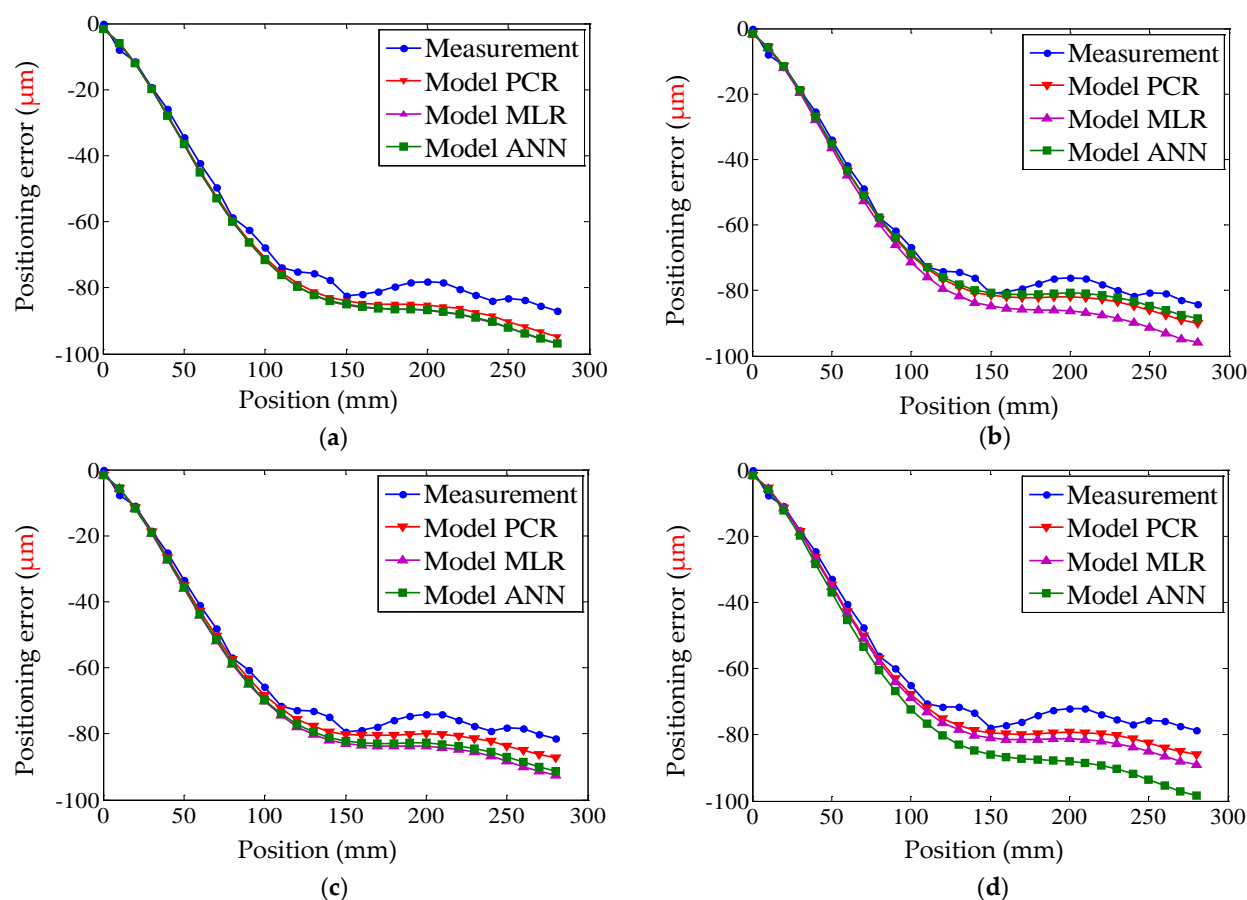 0
-20
-40
-60
-80
-100
0 50 100 150 200 250 300
Positioning error (µm)
Position (mm)
Measurement
Model PCR
Model MLR
Model ANN
(a)
0
-20
-40
-60
-80
-100
0 50 100 150 200 250 300
Positioning error (µm)
Position (mm)
Measurement
Model PCR
Model MLR
Model ANN
(b)
0
-20
-40
-60
-80
-100
0 50 100 150 200 250 300
Positioning error (µm)
Position (mm)
Measurement
Model PCR
Model MLR
Model ANN
(c)
0
-20
-40
-60
-80
-100
0 50 100 150 200 250 300
Positioning error (µm)
Position (mm)
Measurement
Model PCR
Model MLR
Model ANN
(d)